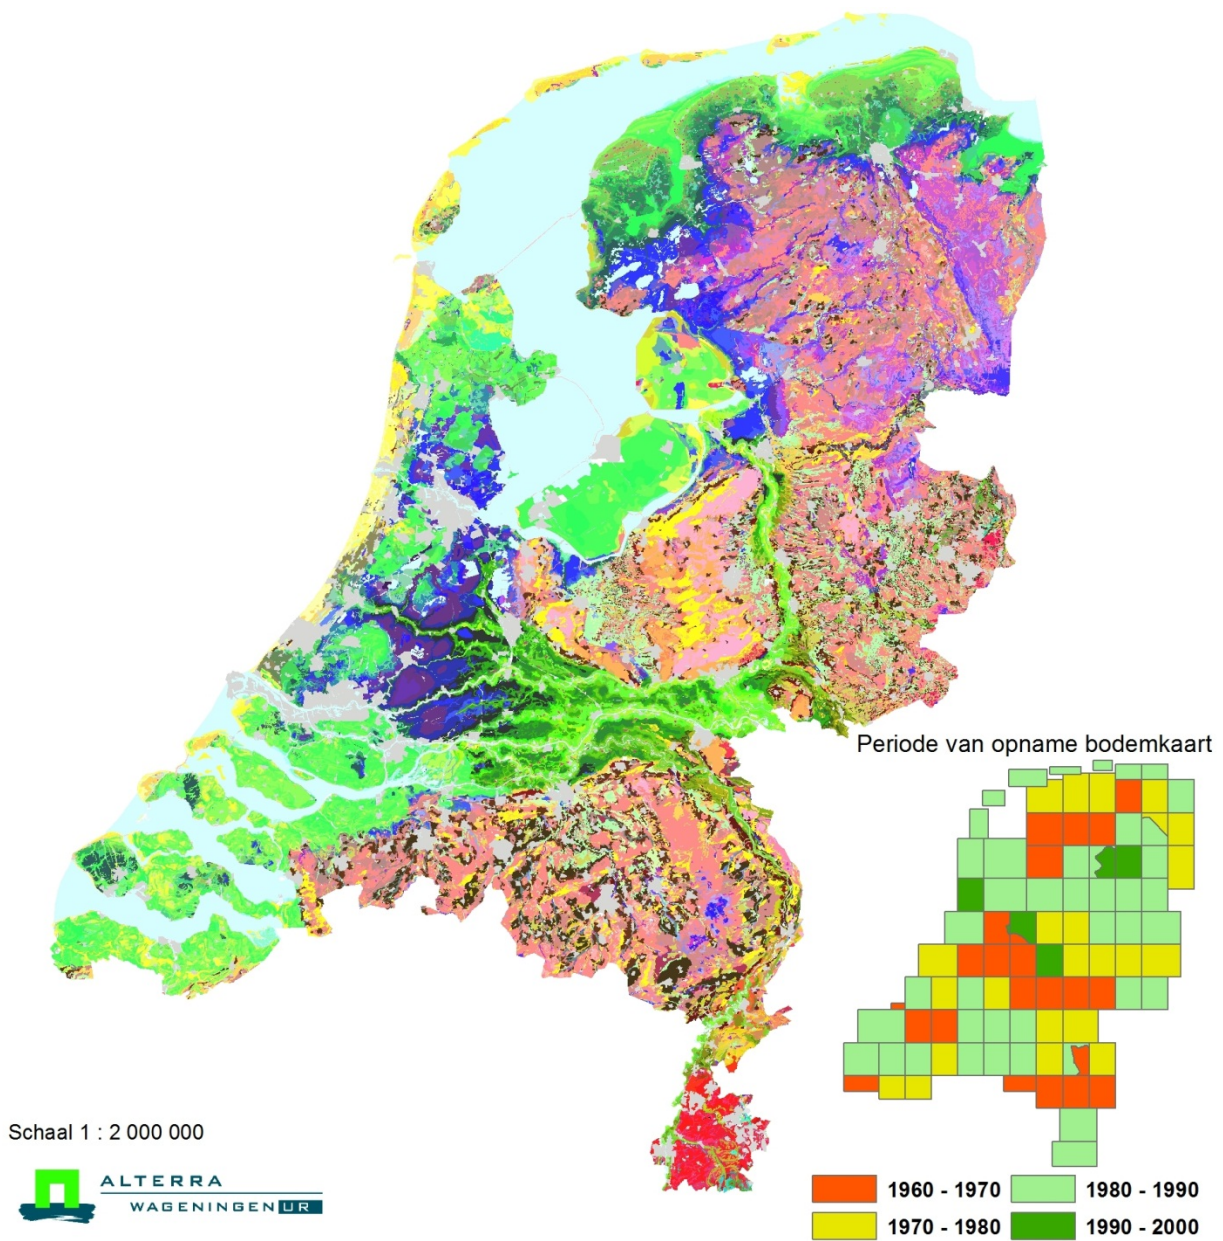 Periode van opname bodemkaart
Schaal 1 : 2 000 000
ALTERRA
WAGENINGEN UR
1960 - 1970
1980 - 1990
1970 - 1980
1990 - 2000